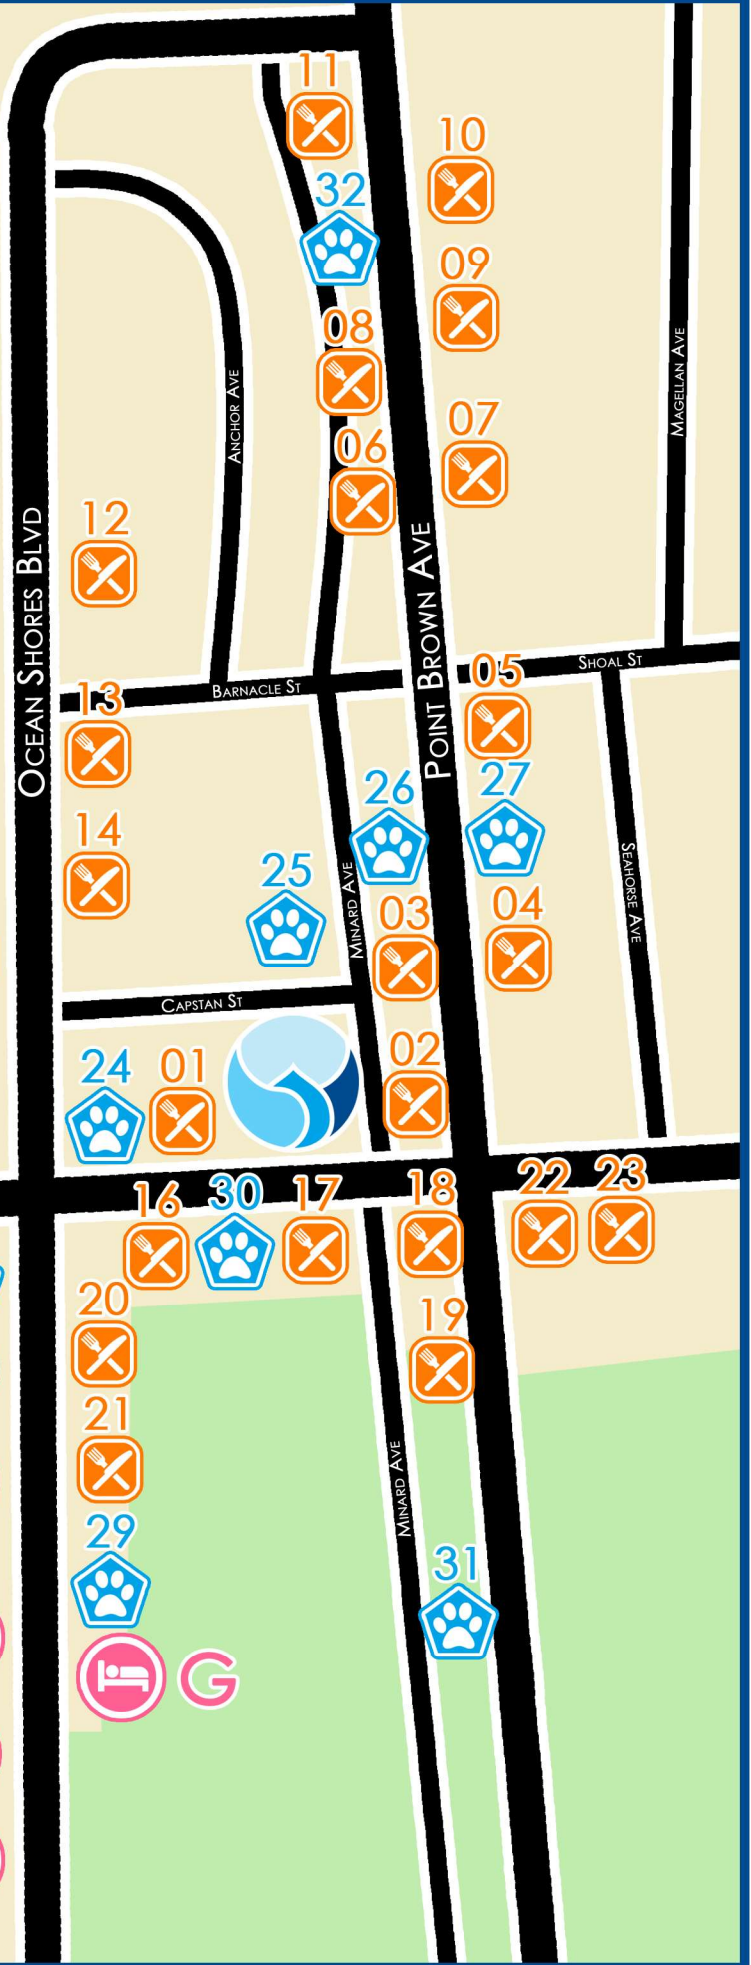 11
10
32
09
08
Magellan Ave
Anchor Ave
07
06
12
Ocean Shores Blvd
Point Brown Ave
Shoal St
05
Barnacle St
13
27
26
14
25
Seahorse Ave
Minard Ave
04
03
Capstan St
02
24
01
23
22
18
17
30
16
20
19
21
Minard Ave
29
31
G